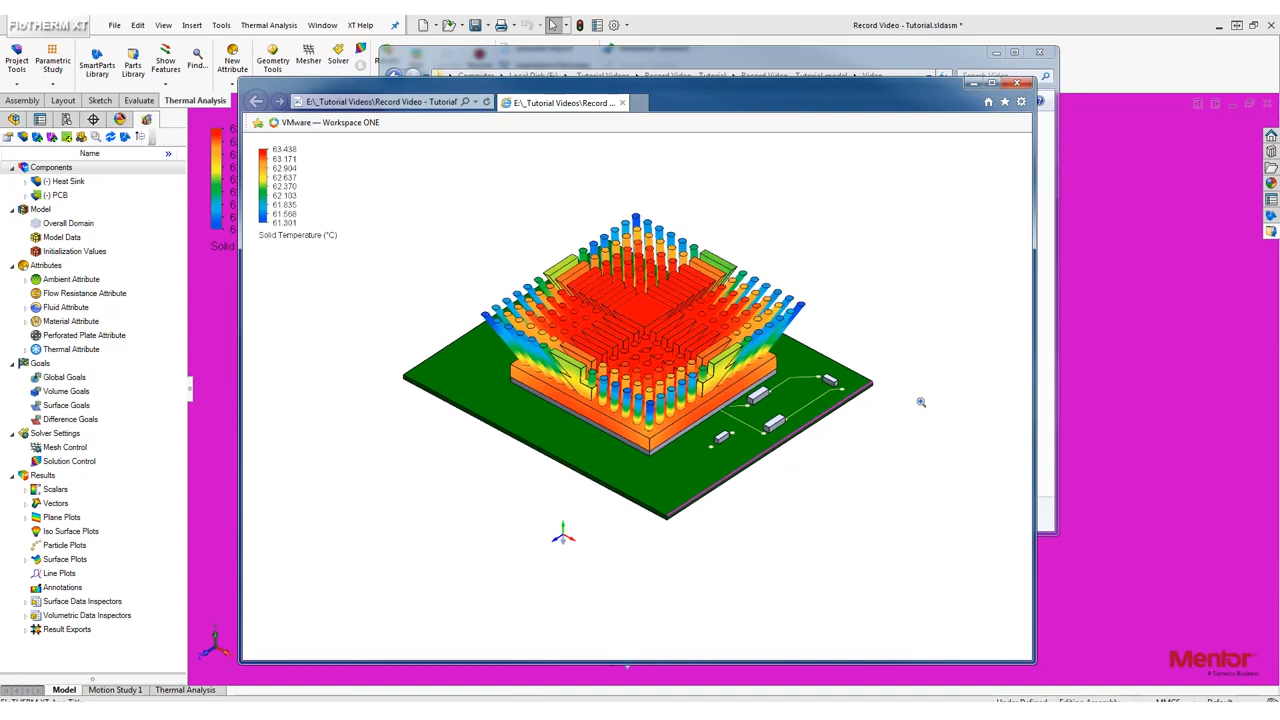 FloTHERM XT File Edit View Insert Tools Thermal Analysis Window XT Help Record Video - Tutorial.sldasm *
Project Tools
Parametric Study
SmartParts Library
Parts Library
Show Features
Find...
New Attribute
Geometry Tools
Mesher
Solver
Assembly Layout Sketch Evaluate Thermal Analysis
E:\_Tutorial Videos\Record Video - Tutorial
E:\_Tutorial Videos\Record ...
VMware — Workspace ONE
Name
Components
(-) Heat Sink
(-) PCB
Model
Overall Domain
Model Data
Initialization Values
Attributes
Ambient Attribute
Flow Resistance Attribute
Fluid Attribute
Material Attribute
Perforated Plate Attribute
Thermal Attribute
Goals
Global Goals
Volume Goals
Surface Goals
Difference Goals
Solver Settings
Mesh Control
Solution Control
Results
Scalars
Vectors
Plane Plots
Iso Surface Plots
Particle Plots
Surface Plots
Line Plots
Annotations
Surface Data Inspectors
Volumetric Data Inspectors
Result Exports
Solid
63.438
63.171
62.904
62.637
62.370
62.103
61.835
61.568
61.301
Solid Temperature (°C)
Mentor
A Siemens Business
Model Motion Study 1 Thermal Analysis